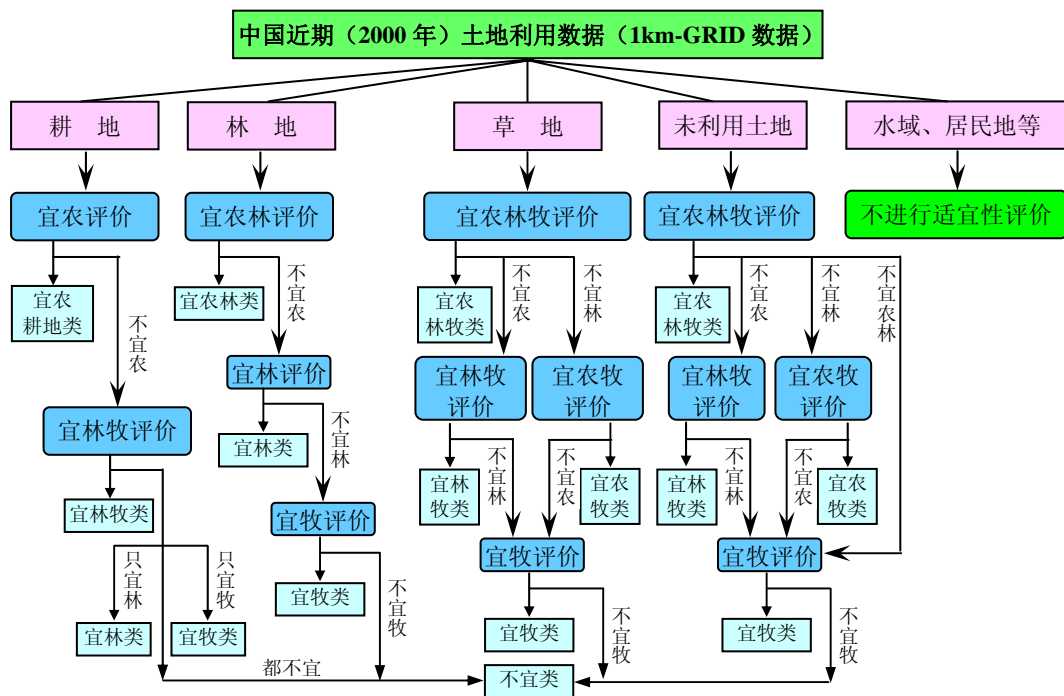 中国近期（2000 年）土地利用数据（1km-GRID 数据）
耕 地
林 地
草 地
未利用土地
水域、居民地等
宜农评价
宜农林评价
宜农林牧评价
宜农林牧评价
不进行适宜性评价
宜农
耕地类
不宜农
宜农林类
不宜农
宜农
林牧类
不宜农
不宜林
宜农
林牧类
不宜农
不宜林
不宜农林
宜林评价
宜林牧
评价
宜农牧
评价
宜林牧
评价
宜农牧
评价
宜林牧评价
宜林类
不宜林
宜林
牧类
不宜林
不宜农
宜农
牧类
宜林
牧类
不宜林
不宜农
宜农
牧类
宜林牧类
宜牧评价
宜牧评价
宜牧评价
只宜林
只宜牧
宜牧类
不宜牧
宜林类
宜牧类
宜牧类
不宜牧
宜牧类
不宜牧
都不宜
不宜类